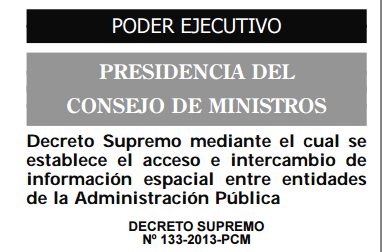 PODER EJECUTIVO
PRESIDENCIA DEL
CONSEJO DE MINISTROS
Decreto Supremo mediante el cual se
establece el acceso e intercambio de
información espacial entre entidades
de la Administración Pública
DECRETO SUPREMO
Nº 133-2013-PCM